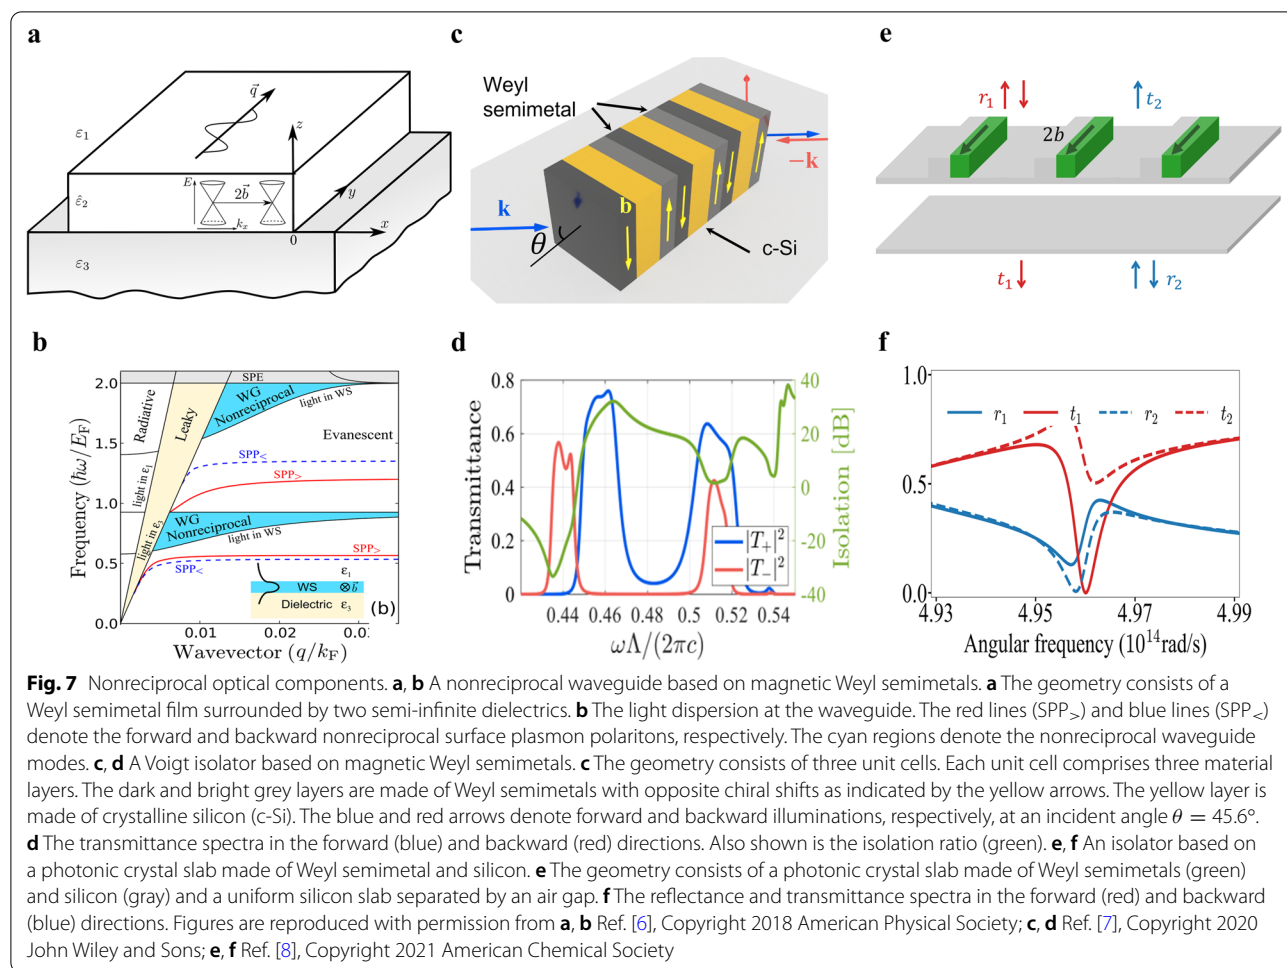 a
ε₁
q⃗
z
ε̂₂
E
2b⃗
k_x
y
0
x
ε₃
c
Weyl
semimetal
k
θ
b
−k
c-Si
e
r₁
t₂
2b
t₁
r₂
b
Frequency (ħω/E_F)
2.0
1.5
1.0
0.5
0
SPE
Radiative
Leaky
WG
Nonreciprocal
light in WS
Evanescent
light in ε₁
SPP<
SPP>
WG
Nonreciprocal
light in WS
SPP>
SPP<
ε₁
WS
⊗b⃗
Dielectric
ε₃
(b)
0.01
0.02
Wavevector (q/k_F)
d
Transmittance
0.8
0.6
0.4
0.2
0
40
20
0
-20
-40
Isolation [dB]
|T₊|²
|T₋|²
0.44
0.46
0.48
0.5
0.52
0.54
ωΛ/(2πc)
f
1.0
0.5
0.0
r₁
t₁
r₂
t₂
4.93
4.95
4.97
4.99
Angular frequency (10¹⁴rad/s)
Fig. 7 Nonreciprocal optical components. a, b A nonreciprocal waveguide based on magnetic Weyl semimetals. a The geometry consists of a
Weyl semimetal film surrounded by two semi-infinite dielectrics. b The light dispersion at the waveguide. The red lines (SPP>) and blue lines (SPP<)
denote the forward and backward nonreciprocal surface plasmon polaritons, respectively. The cyan regions denote the nonreciprocal waveguide
modes. c, d A Voigt isolator based on magnetic Weyl semimetals. c The geometry consists of three unit cells. Each unit cell comprises three material
layers. The dark and bright grey layers are made of Weyl semimetals with opposite chiral shifts as indicated by the yellow arrows. The yellow layer is
made of crystalline silicon (c-Si). The blue and red arrows denote forward and backward illuminations, respectively, at an incident angle θ = 45.6°.
d The transmittance spectra in the forward (blue) and backward (red) directions. Also shown is the isolation ratio (green). e, f An isolator based on
a photonic crystal slab made of Weyl semimetal and silicon. e The geometry consists of a photonic crystal slab made of Weyl semimetals (green)
and silicon (gray) and a uniform silicon slab separated by an air gap. f The reflectance and transmittance spectra in the forward (red) and backward
(blue) directions. Figures are reproduced with permission from a, b Ref. [6], Copyright 2018 American Physical Society; c, d Ref. [7], Copyright 2020
John Wiley and Sons; e, f Ref. [8], Copyright 2021 American Chemical Society